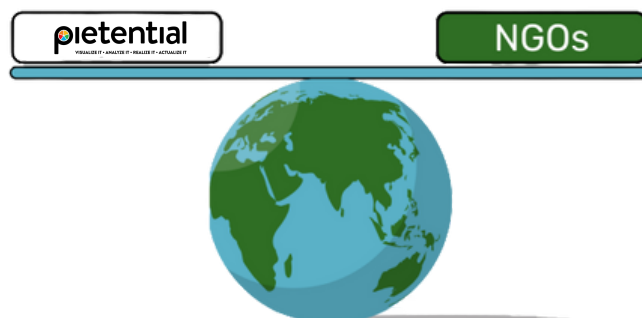 pietential
VISUALIZE IT • ANALYZE IT • REALIZE IT • ACTUALIZE IT
NGOs